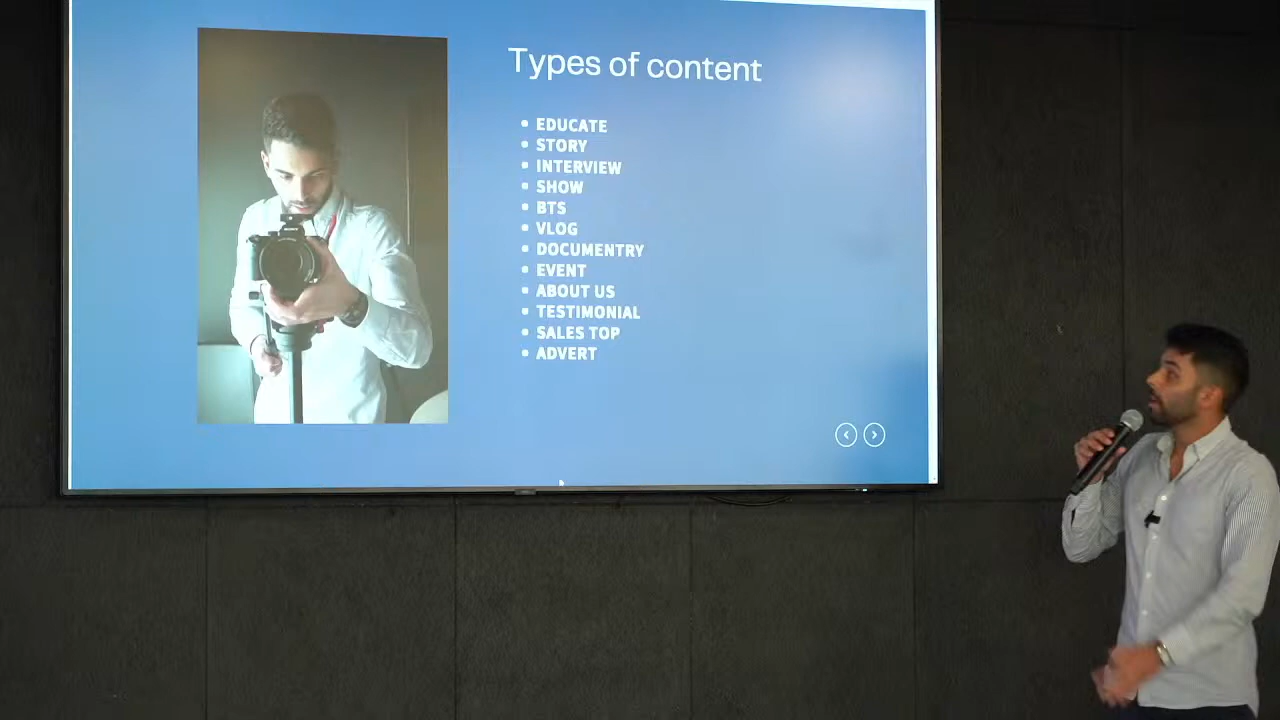 Types of content
EDUCATE
STORY
INTERVIEW
SHOW
BTS
VLOG
DOCUMENTRY
EVENT
ABOUT US
TESTIMONIAL
SALES TOP
ADVERT